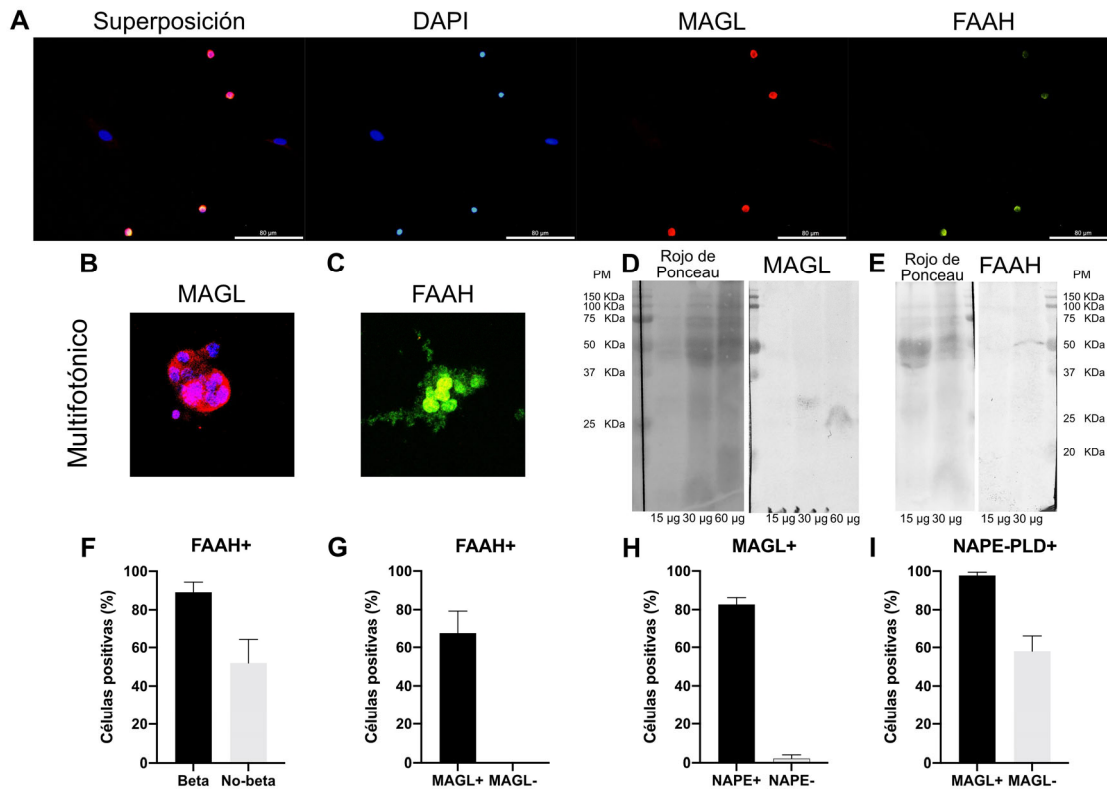 A
Superposición DAPI MAGL FAAH
80 µm 80 µm 80 µm 80 µm
B
MAGL
C
FAAH
Multifotónico
D
Rojo de Ponceau MAGL
PM
150 KDa
100 KDa
75 KDa
50 KDa
37 KDa
25 KDa
15 µg 30 µg 60 µg 15 µg 30 µg 60 µg
E
Rojo de
Ponceau FAAH
PM
150 KDa
100 KDa
75 KDa
50 KDa
37 KDa
25 KDa
20 KDa
15 µg 30 µg 15 µg 30 µg
F
FAAH+
Células positivas (%)
100
80
60
40
20
0
Beta No-beta
G
FAAH+
Células positivas (%)
100
80
60
40
20
0
MAGL+ MAGL-
H
MAGL+
Células positivas (%)
100
80
60
40
20
0
NAPE+ NAPE-
I
NAPE-PLD+
Células positivas (%)
100
80
60
40
20
0
MAGL+ MAGL-